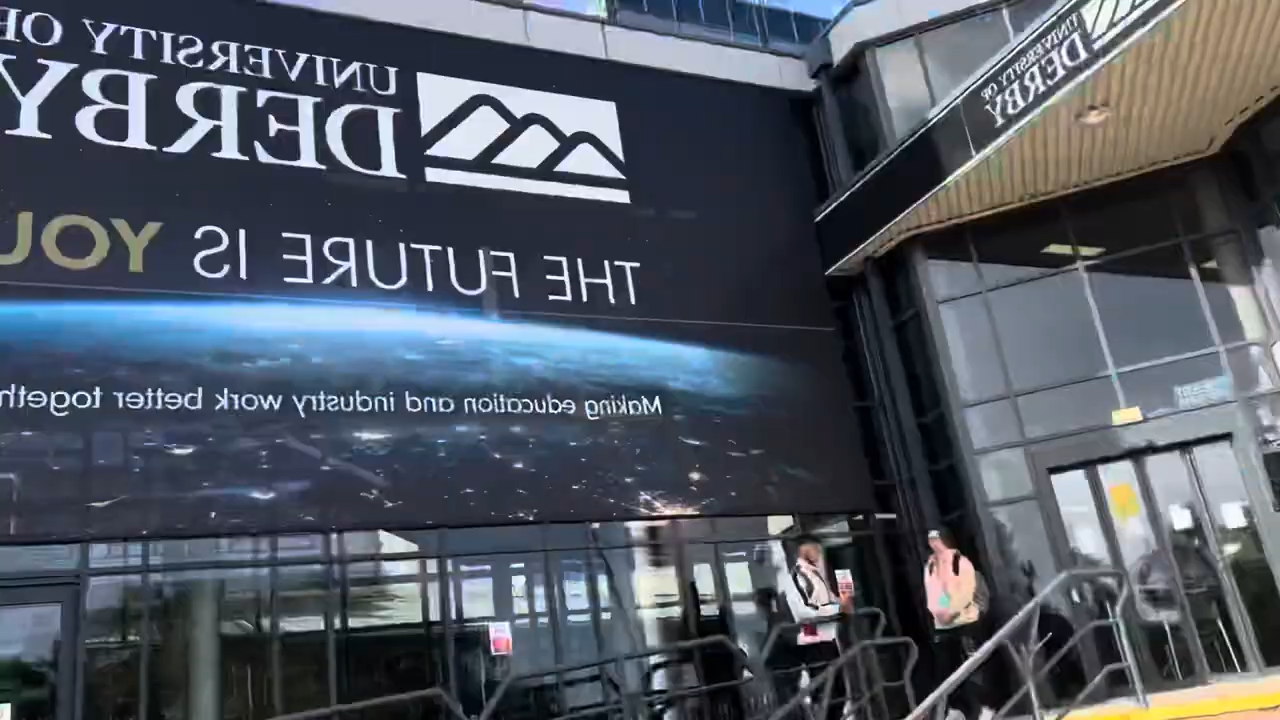 UNIVERSITY OF
DERBY
THE FUTURE IS YOU
Making education and industry work better togeth
UNIVERSITY OF
DERBY